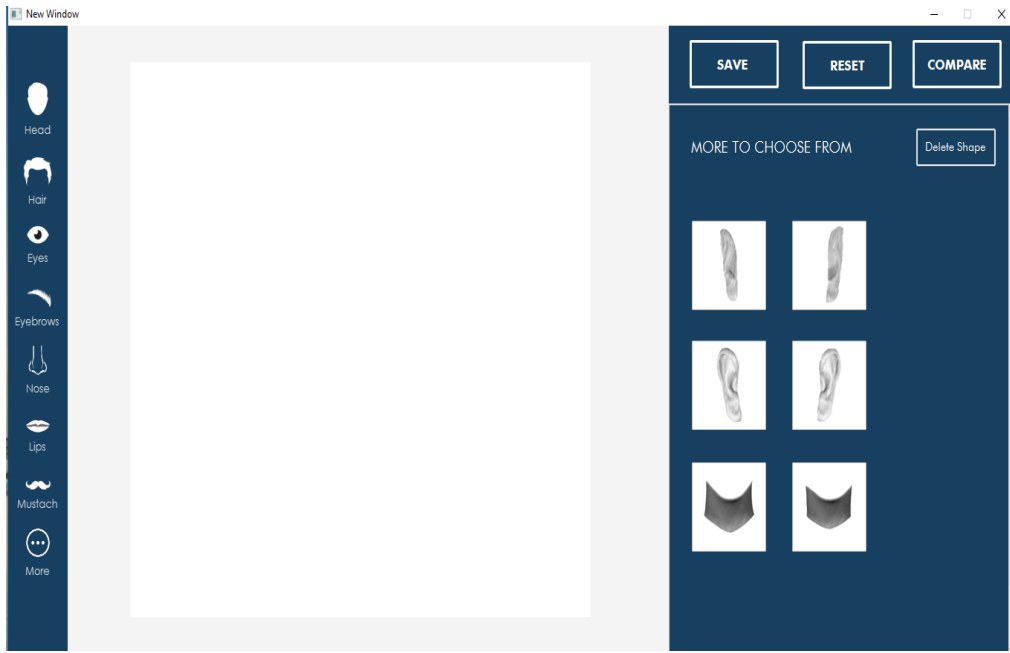 New Window
Head
Hair
Eyes
Eyebrows
Nose
Lips
Mustach
More
SAVE
RESET
COMPARE
MORE TO CHOOSE FROM
Delete Shape